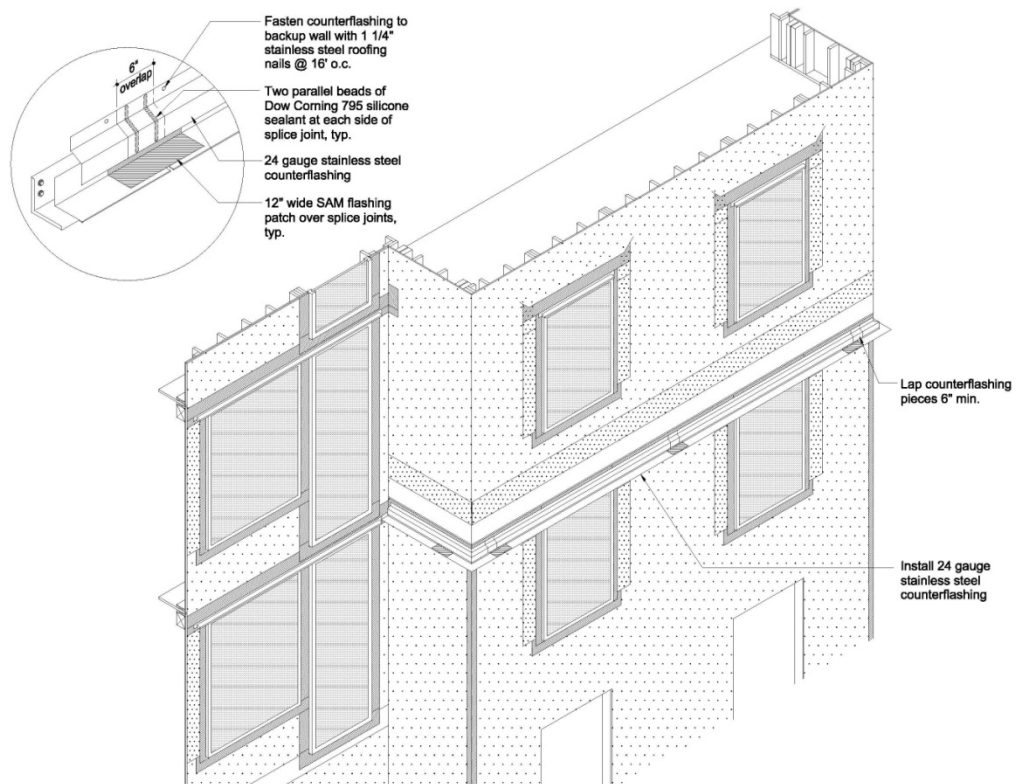 Fasten counterflashing to
backup wall with 1 1/4"
stainless steel roofing
nails @ 16' o.c.
6"
overlap
Two parallel beads of
Dow Corning 795 silicone
sealant at each side of
splice joint, typ.
24 gauge stainless steel
counterflashing
12" wide SAM flashing
patch over splice joints,
typ.
Lap counterflashing
pieces 6" min.
Install 24 gauge
stainless steel
counterflashing